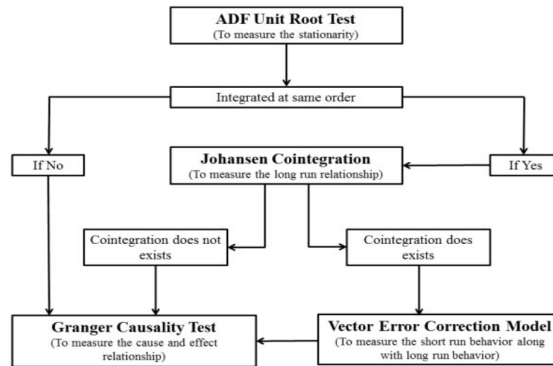 ADF Unit Root Test
(To measure the stationarity)
Integrated at same order
If No
Johansen Cointegration
(To measure the long run relationship)
If Yes
Cointegration does not
exists
Cointegration does
exists
Granger Causality Test
(To measure the cause and effect
relationship)
Vector Error Correction Model
(To measure the short run behavior along
with long run behavior)